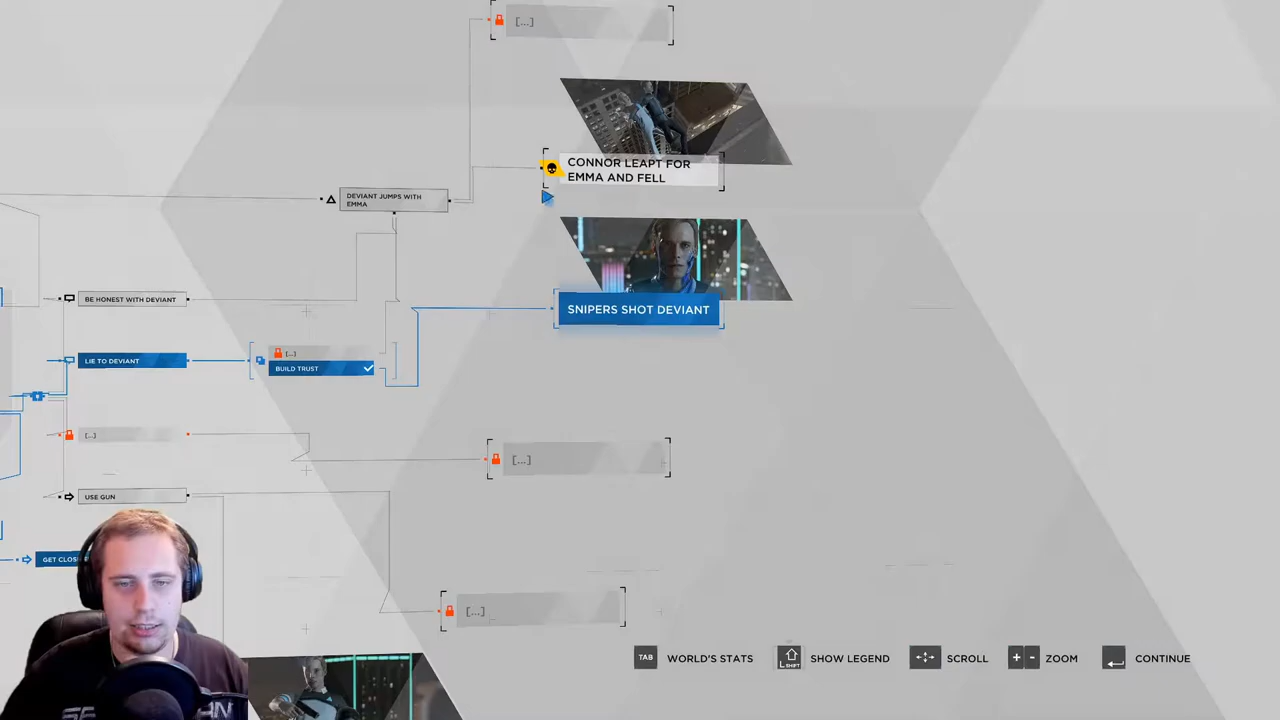 [...]
CONNOR LEAPT FOR
EMMA AND FELL
DEVIANT JUMPS WITH
EMMA
BE HONEST WITH DEVIANT
SNIPERS SHOT DEVIANT
LIE TO DEVIANT
[...]
BUILD TRUST
[...]
[...]
USE GUN
GET CLOS
[...]
TAB WORLD'S STATS
L SHIFT SHOW LEGEND
SCROLL
+ - ZOOM
CONTINUE